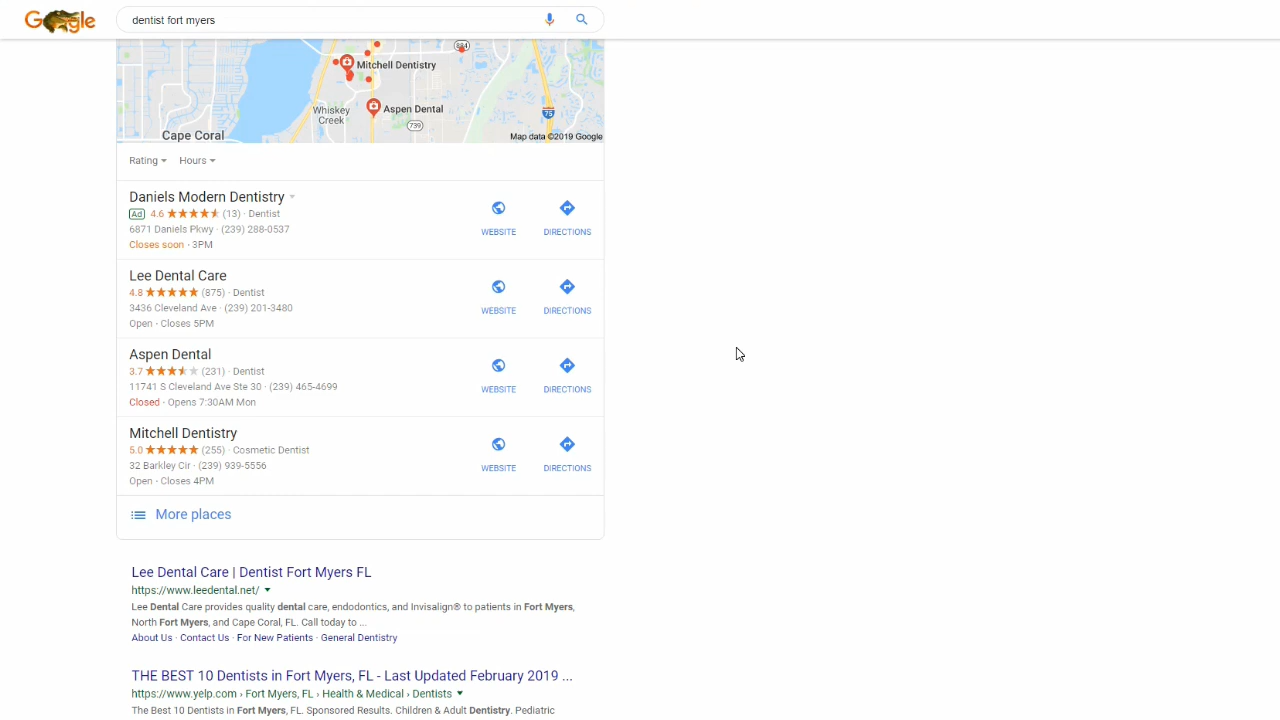 Google
dentist fort myers
884
Mitchell Dentistry
Whiskey
Creek
Aspen Dental
75
739
Cape Coral
Map data ©2019 Google
Rating Hours
Daniels Modern Dentistry
Ad 4.6 (13) · Dentist
6871 Daniels Pkwy · (239) 288-0537
Closes soon · 3PM
WEBSITE DIRECTIONS
Lee Dental Care
4.8 (875) · Dentist
3436 Cleveland Ave · (239) 201-3480
Open · Closes 5PM
WEBSITE DIRECTIONS
Aspen Dental
3.7 (231) · Dentist
11741 S Cleveland Ave Ste 30 · (239) 465-4699
Closed · Opens 7:30AM Mon
WEBSITE DIRECTIONS
Mitchell Dentistry
5.0 (255) · Cosmetic Dentist
32 Barkley Cir · (239) 939-5556
Open · Closes 4PM
WEBSITE DIRECTIONS
More places
Lee Dental Care | Dentist Fort Myers FL
https://www.leedental.net/
Lee Dental Care provides quality dental care, endodontics, and Invisalign® to patients in Fort Myers,
North Fort Myers, and Cape Coral, FL. Call today to ...
About Us · Contact Us · For New Patients · General Dentistry
THE BEST 10 Dentists in Fort Myers, FL - Last Updated February 2019 ...
https://www.yelp.com › Fort Myers, FL › Health & Medical › Dentists
The Best 10 Dentists in Fort Myers, FL. Sponsored Results. Children & Adult Dentistry. Pediatric